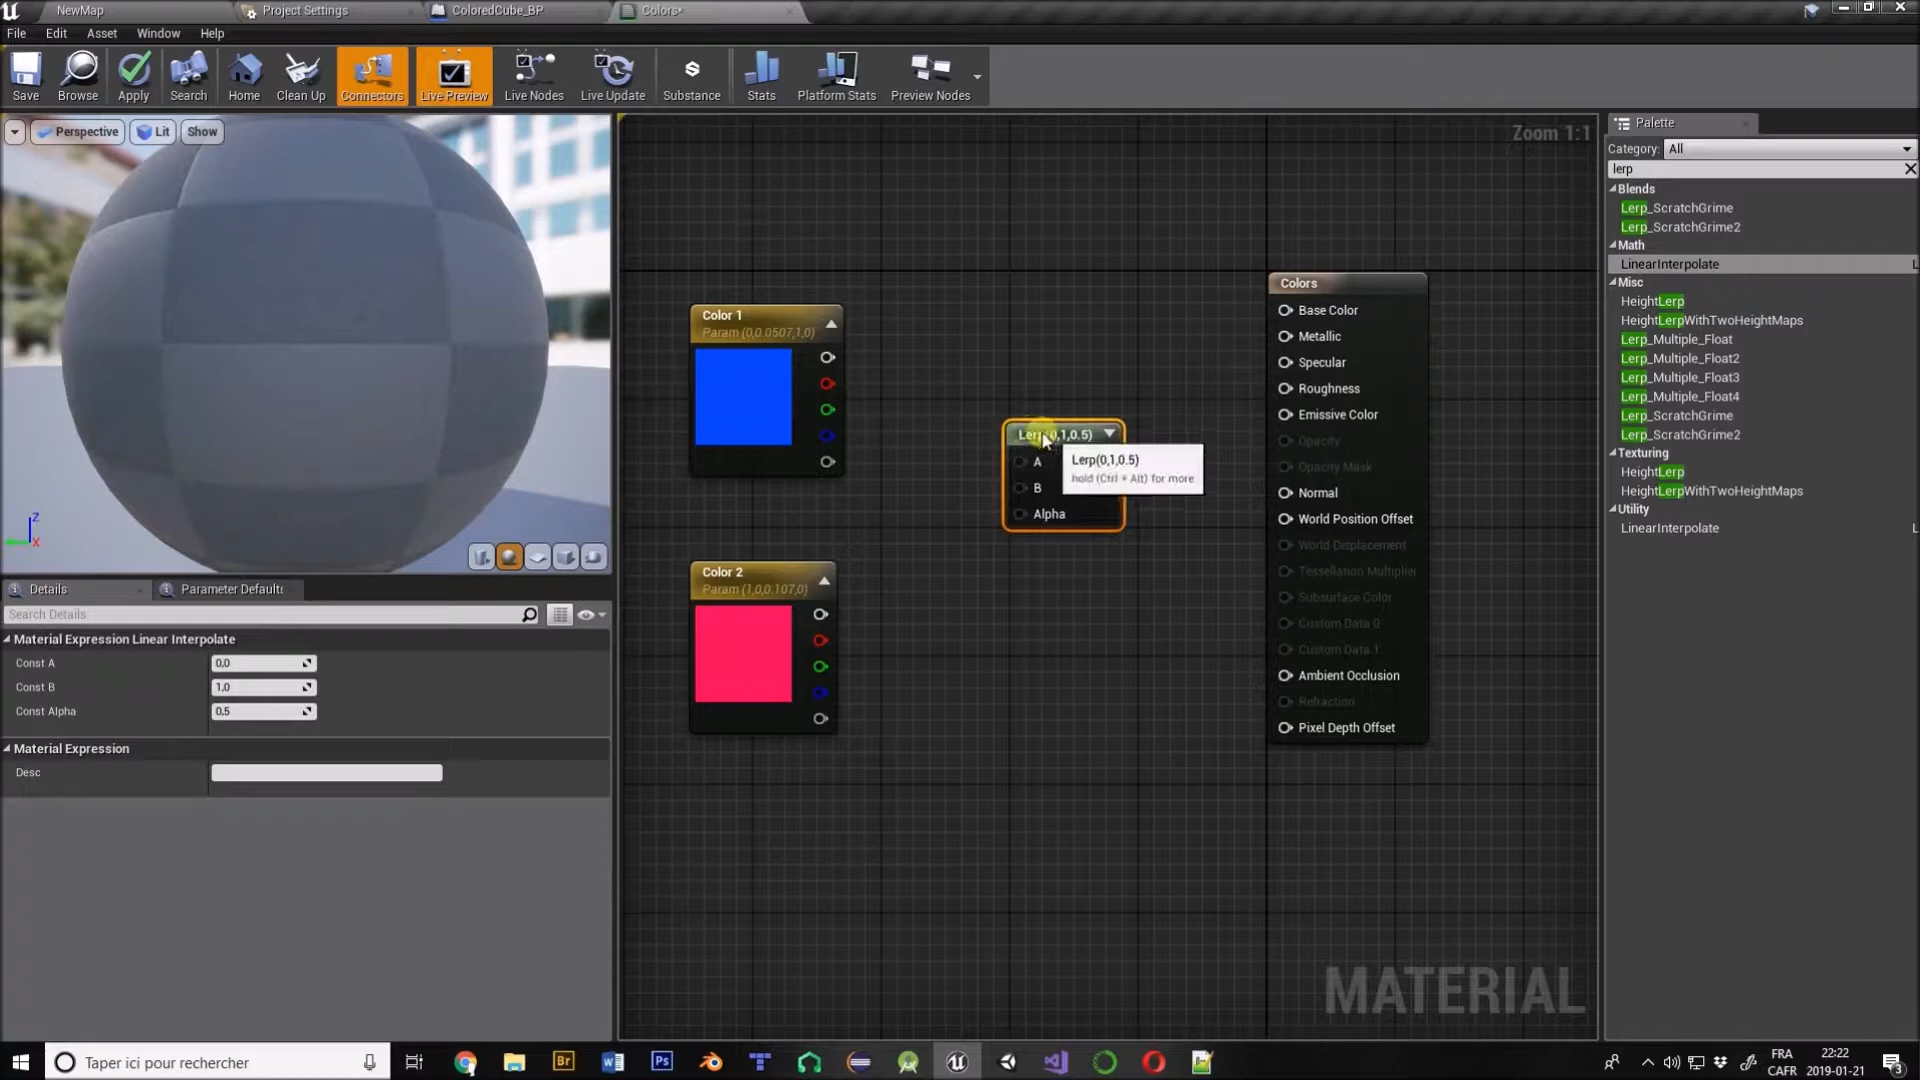 NewMap
Project Settings
ColoredCube_BP
Colors*
File Edit Asset Window Help
Save
Browse
Apply
Search
Home
Clean Up
Connectors
Live Preview
Live Nodes
Live Update
Substance
Stats
Platform Stats
Preview Nodes
Perspective
Lit
Show
Zoom 1:1
Z
X
Color 1
Param (0,0.0507,1,0)
Color 2
Param (1,0,0.107,0)
Lerp(0,1,0.5)
A
B
Alpha
Lerp(0,1,0.5)
hold (Ctrl + Alt) for more
Colors
Base Color
Metallic
Specular
Roughness
Emissive Color
Opacity
Opacity Mask
Normal
World Position Offset
World Displacement
Tessellation Multiplier
Subsurface Color
Custom Data 0
Custom Data 1
Ambient Occlusion
Refraction
Pixel Depth Offset
MATERIAL
Palette
Category: All
lerp
Blends
Lerp_ScratchGrime
Lerp_ScratchGrime2
Math
LinearInterpolate L
Misc
HeightLerp
HeightLerpWithTwoHeightMaps
Lerp_Multiple_Float
Lerp_Multiple_Float2
Lerp_Multiple_Float3
Lerp_Multiple_Float4
Lerp_ScratchGrime
Lerp_ScratchGrime2
Texturing
HeightLerp
HeightLerpWithTwoHeightMaps
Utility
LinearInterpolate L
Details
Parameter Defaults
Search Details
Material Expression Linear Interpolate
Const A 0,0
Const B 1,0
Const Alpha 0,5
Material Expression
Desc
Taper ici pour rechercher
Br
Ps
FRA
CAFR
22:22
2019-01-21
3